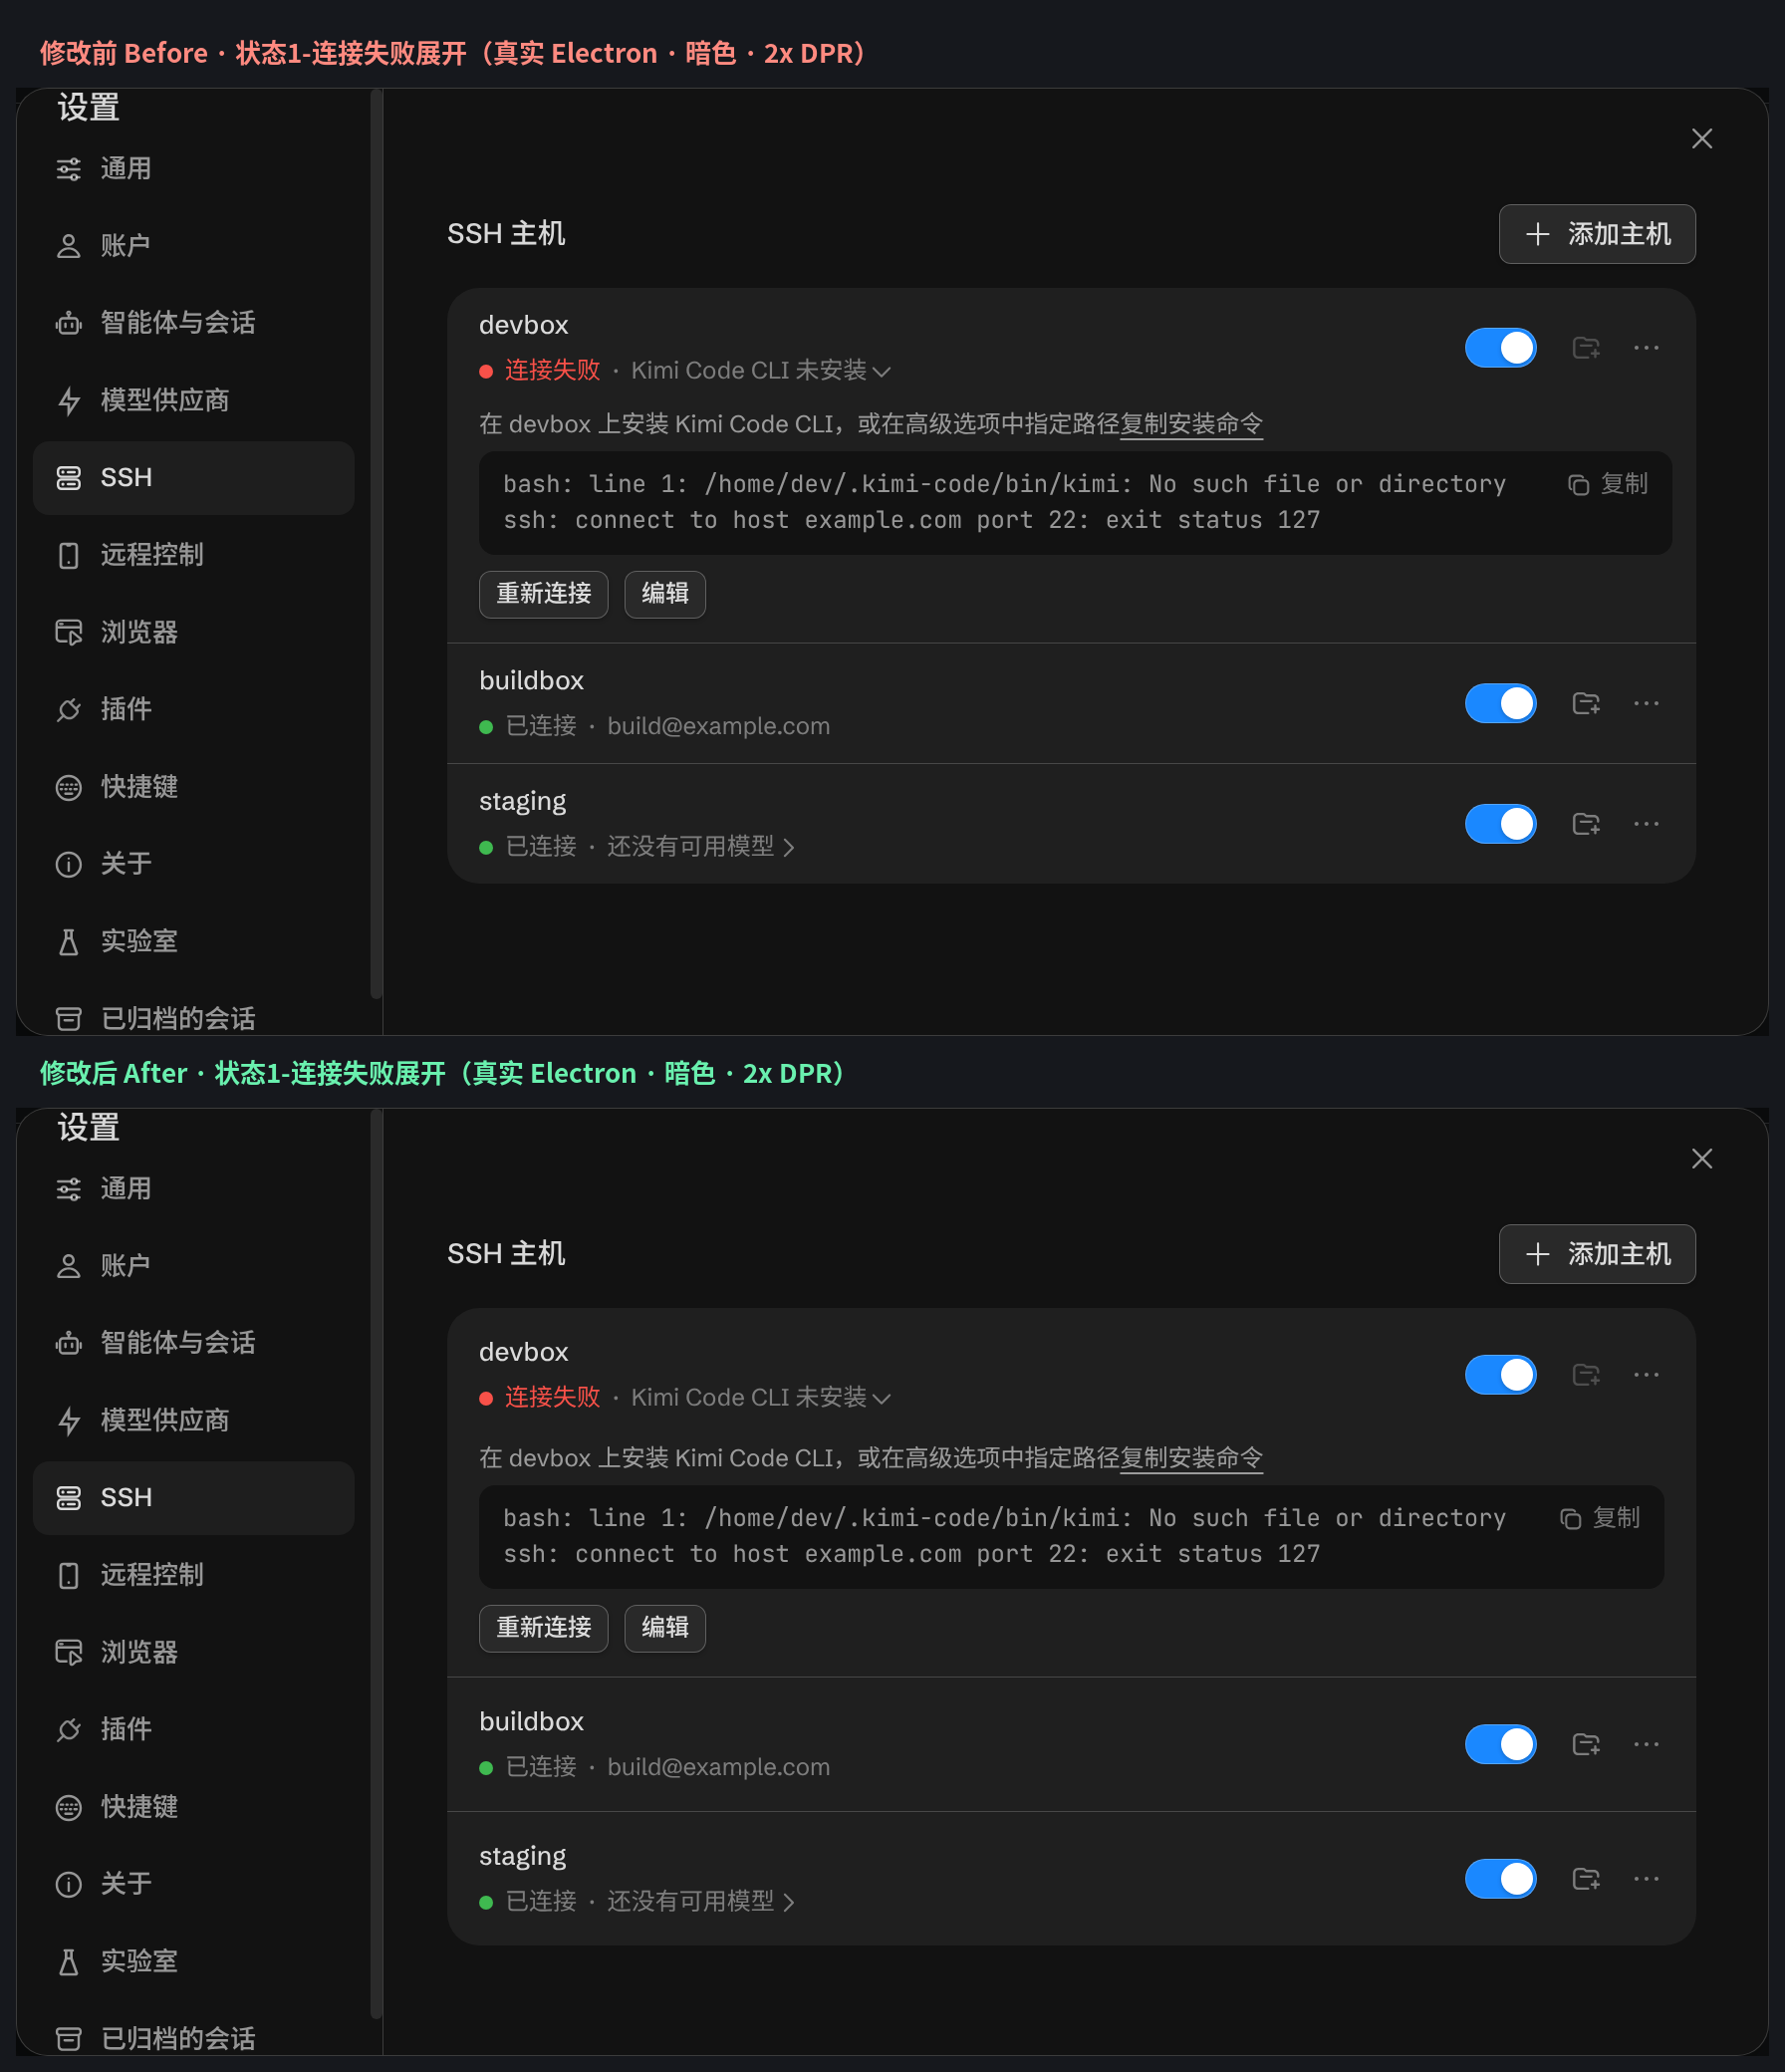 修改前 Before · 状态1-连接失败展开（真实 Electron · 暗色 · 2x DPR）
设置
通用
账户
智能体与会话
模型供应商
SSH
远程控制
浏览器
插件
快捷键
关于
实验室
已归档的会话
SSH 主机
添加主机
devbox
连接失败 · Kimi Code CLI 未安装
在 devbox 上安装 Kimi Code CLI，或在高级选项中指定路径复制安装命令
bash: line 1: /home/dev/.kimi-code/bin/kimi: No such file or directory
复制
ssh: connect to host example.com port 22: exit status 127
重新连接
编辑
buildbox
已连接 · build@example.com
staging
已连接 · 还没有可用模型
修改后 After · 状态1-连接失败展开（真实 Electron · 暗色 · 2x DPR）
设置
通用
账户
智能体与会话
模型供应商
SSH
远程控制
浏览器
插件
快捷键
关于
实验室
已归档的会话
SSH 主机
添加主机
devbox
连接失败 · Kimi Code CLI 未安装
在 devbox 上安装 Kimi Code CLI，或在高级选项中指定路径复制安装命令
bash: line 1: /home/dev/.kimi-code/bin/kimi: No such file or directory
复制
ssh: connect to host example.com port 22: exit status 127
重新连接
编辑
buildbox
已连接 · build@example.com
staging
已连接 · 还没有可用模型